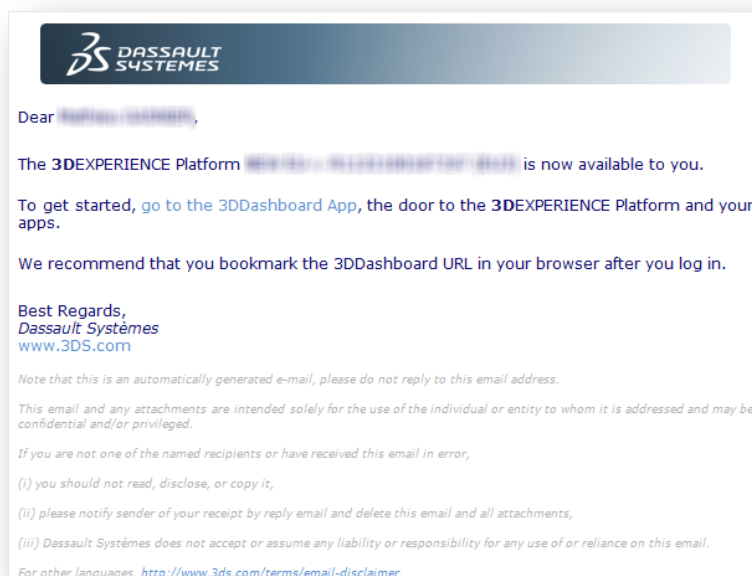 DASSAULT
SYSTEMES
Dear ,
The 3DEXPERIENCE Platform is now available to you.
To get started, go to the 3DDashboard App, the door to the 3DEXPERIENCE Platform and your
apps.
We recommend that you bookmark the 3DDashboard URL in your browser after you log in.
Best Regards,
Dassault Systèmes
www.3DS.com
Note that this is an automatically generated e-mail, please do not reply to this email address.
This email and any attachments are intended solely for the use of the individual or entity to whom it is addressed and may be
confidential and/or privileged.
If you are not one of the named recipients or have received this email in error,
(i) you should not read, disclose, or copy it,
(ii) please notify sender of your receipt by reply email and delete this email and all attachments,
(iii) Dassault Systèmes does not accept or assume any liability or responsibility for any use of or reliance on this email.
For other languages, http://www.3ds.com/terms/email-disclaimer